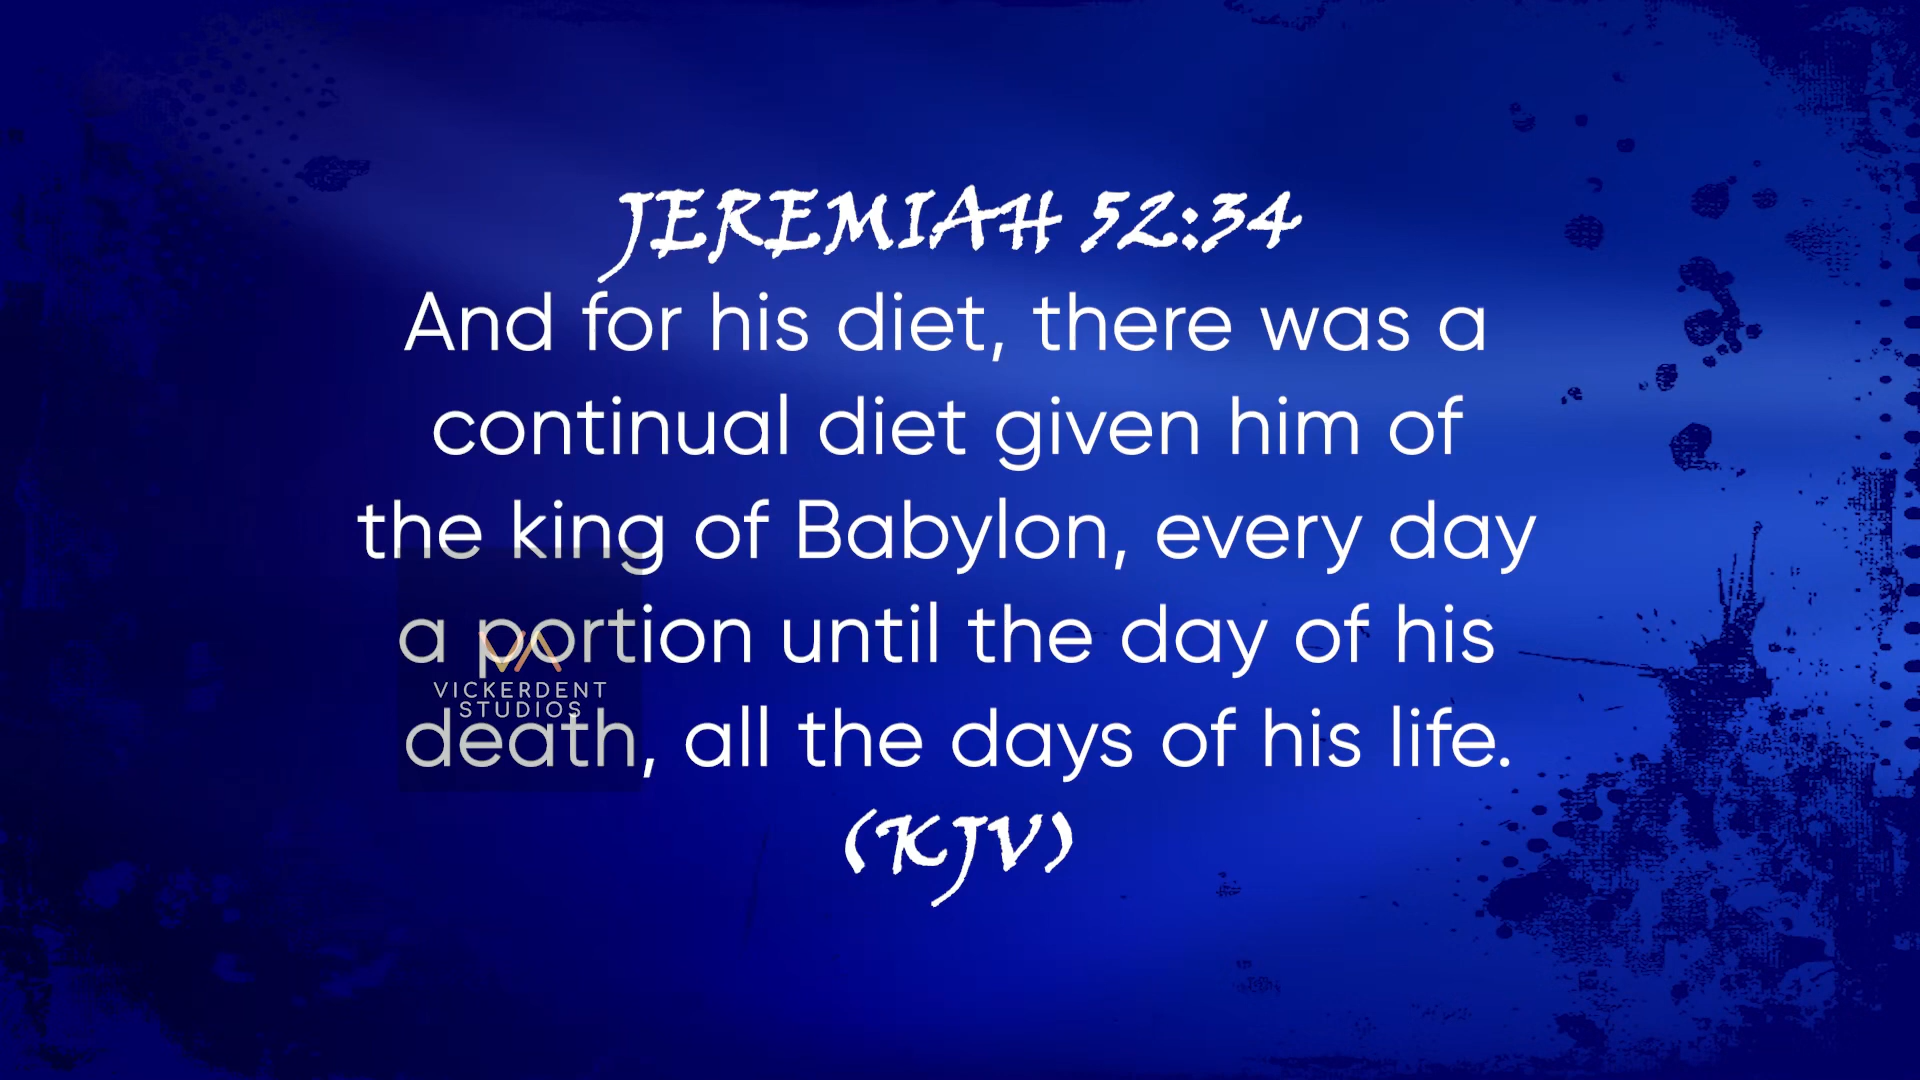 JEREMIAH 52:34
And for his diet, there was a
continual diet given him of
the king of Babylon, every day
a portion until the day of his
VICKERDENT
STUDIOS
death, all the days of his life.
(KJV)